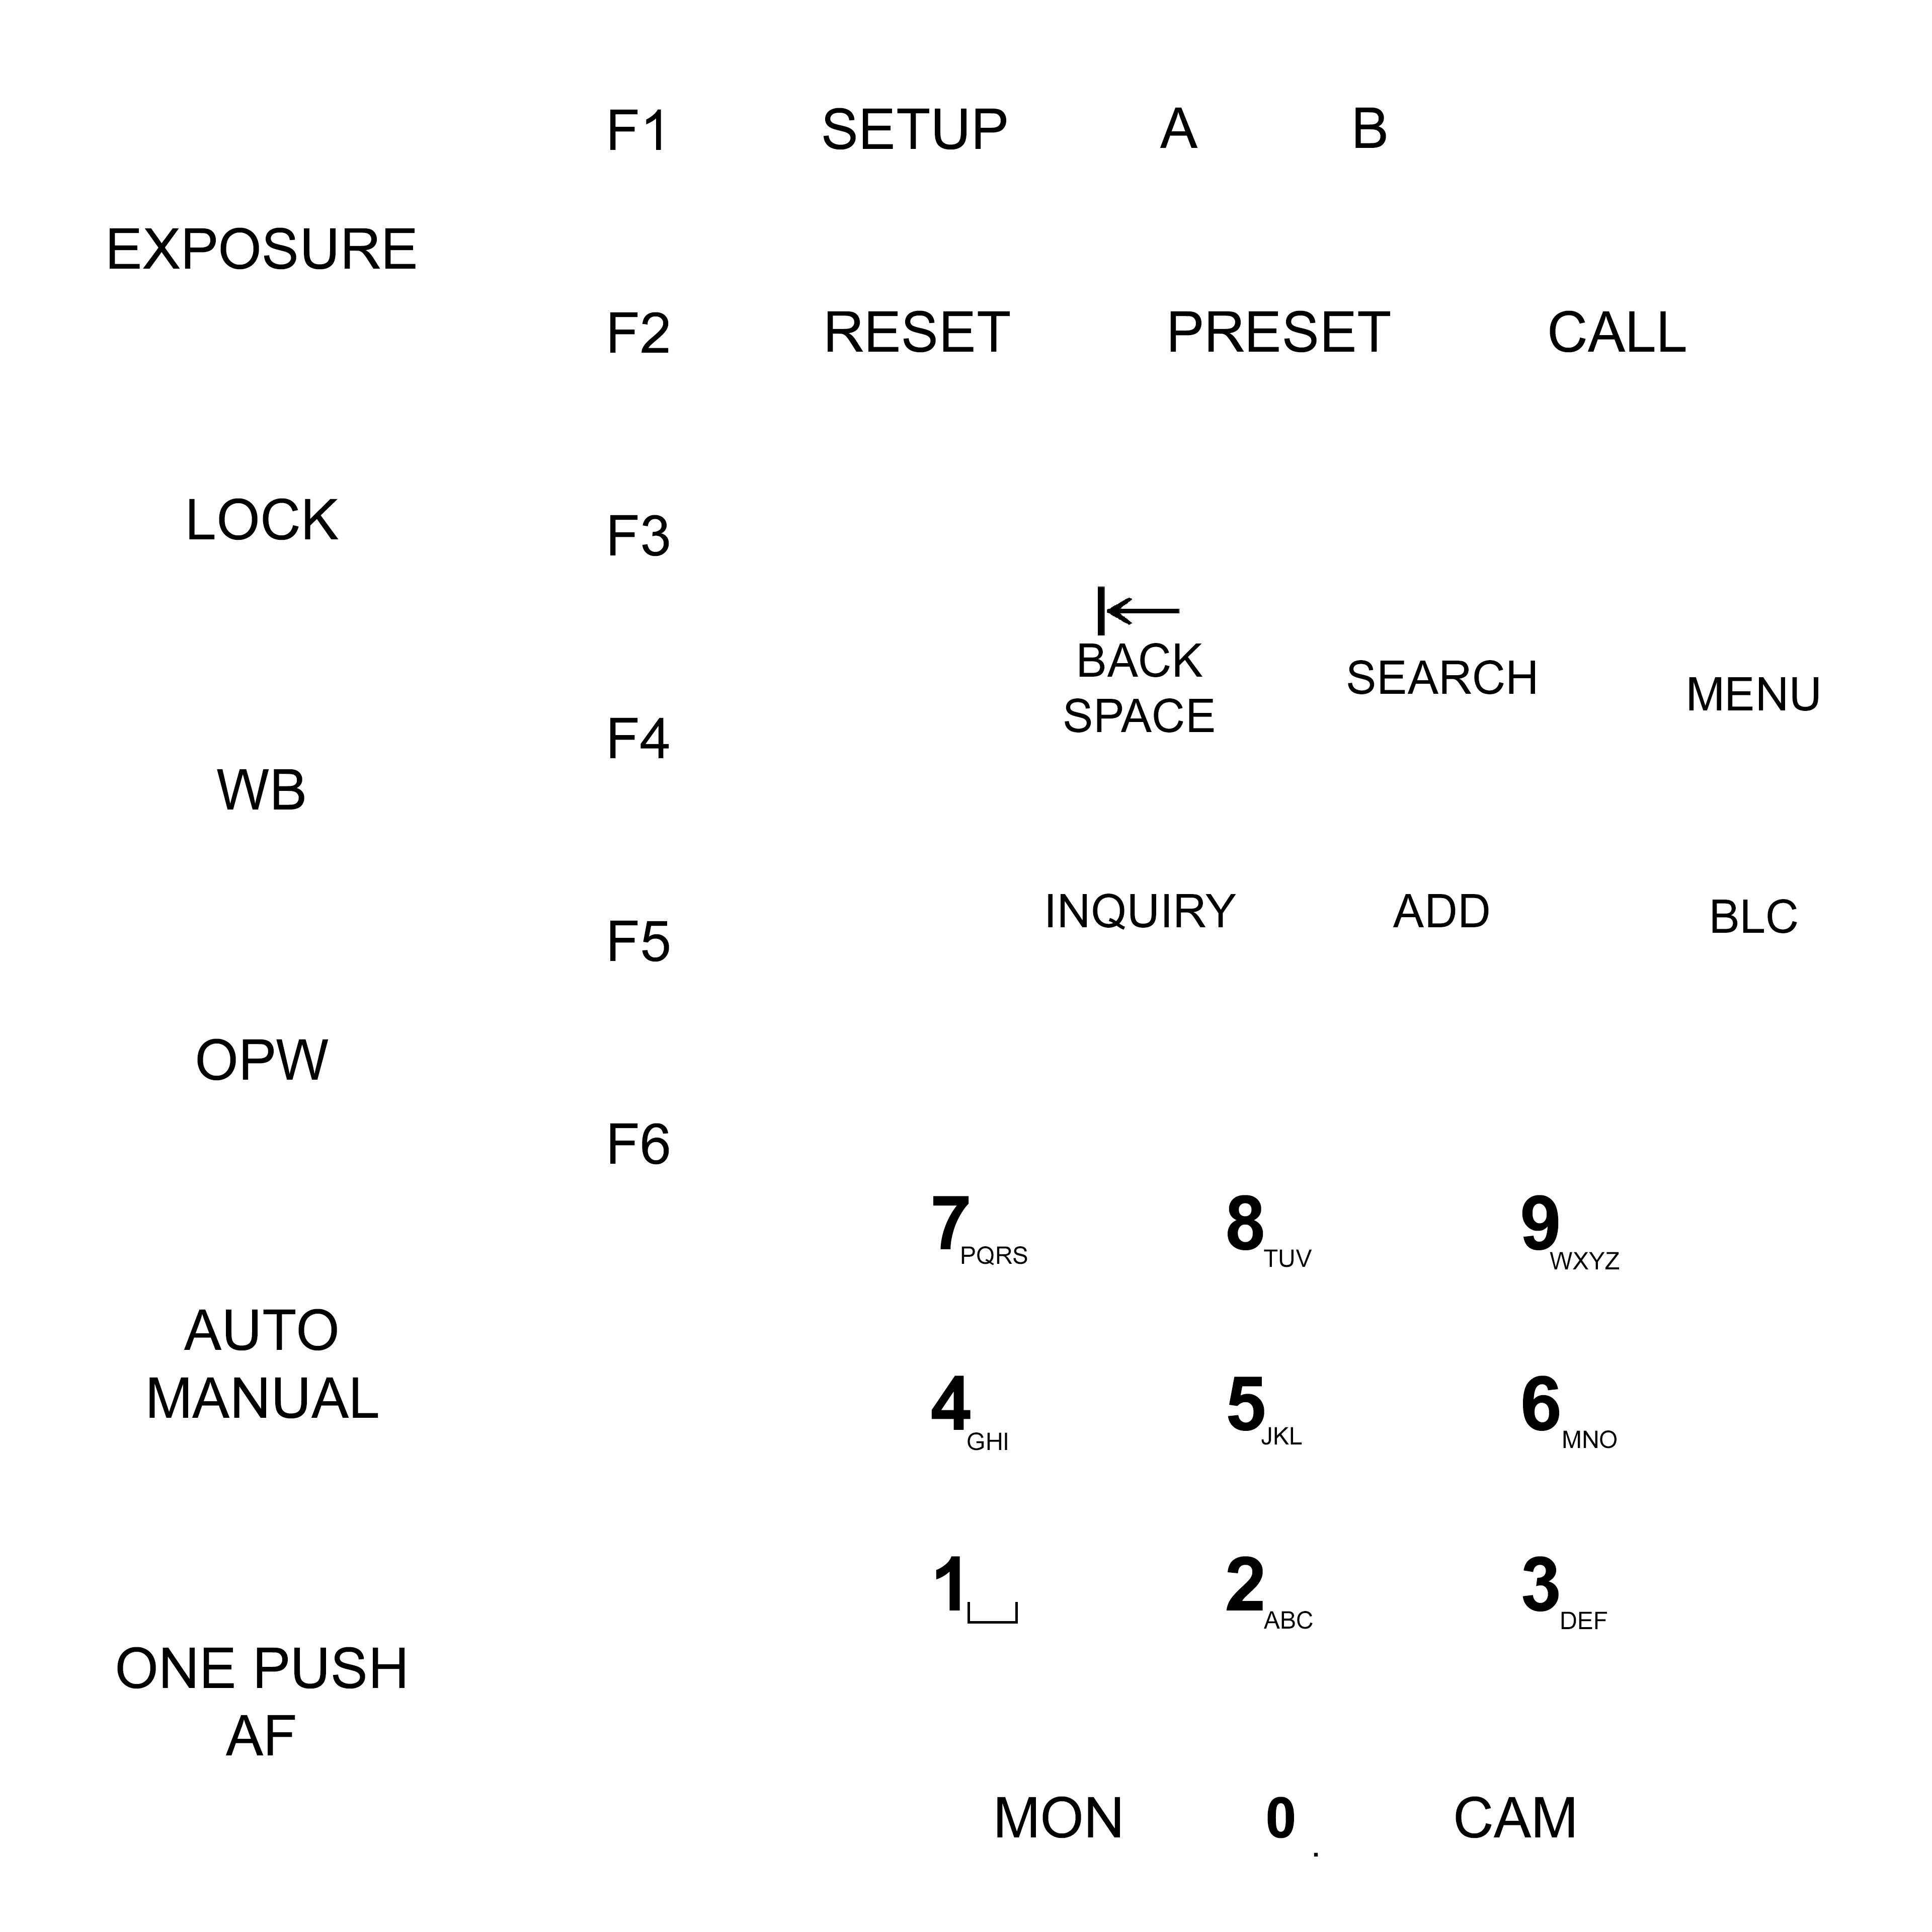 F1 SETUP A B
EXPOSURE
F2 RESET PRESET CALL
LOCK F3
BACK
SPACE
SEARCH
MENU
F4
WB
INQUIRY ADD BLC
F5
OPW
F6
7 PQRS 8 TUV 9 WXYZ
AUTO
MANUAL
4 GHI 5 JKL 6 MNO
1 2 ABC 3 DEF
ONE PUSH
AF
MON 0 . CAM